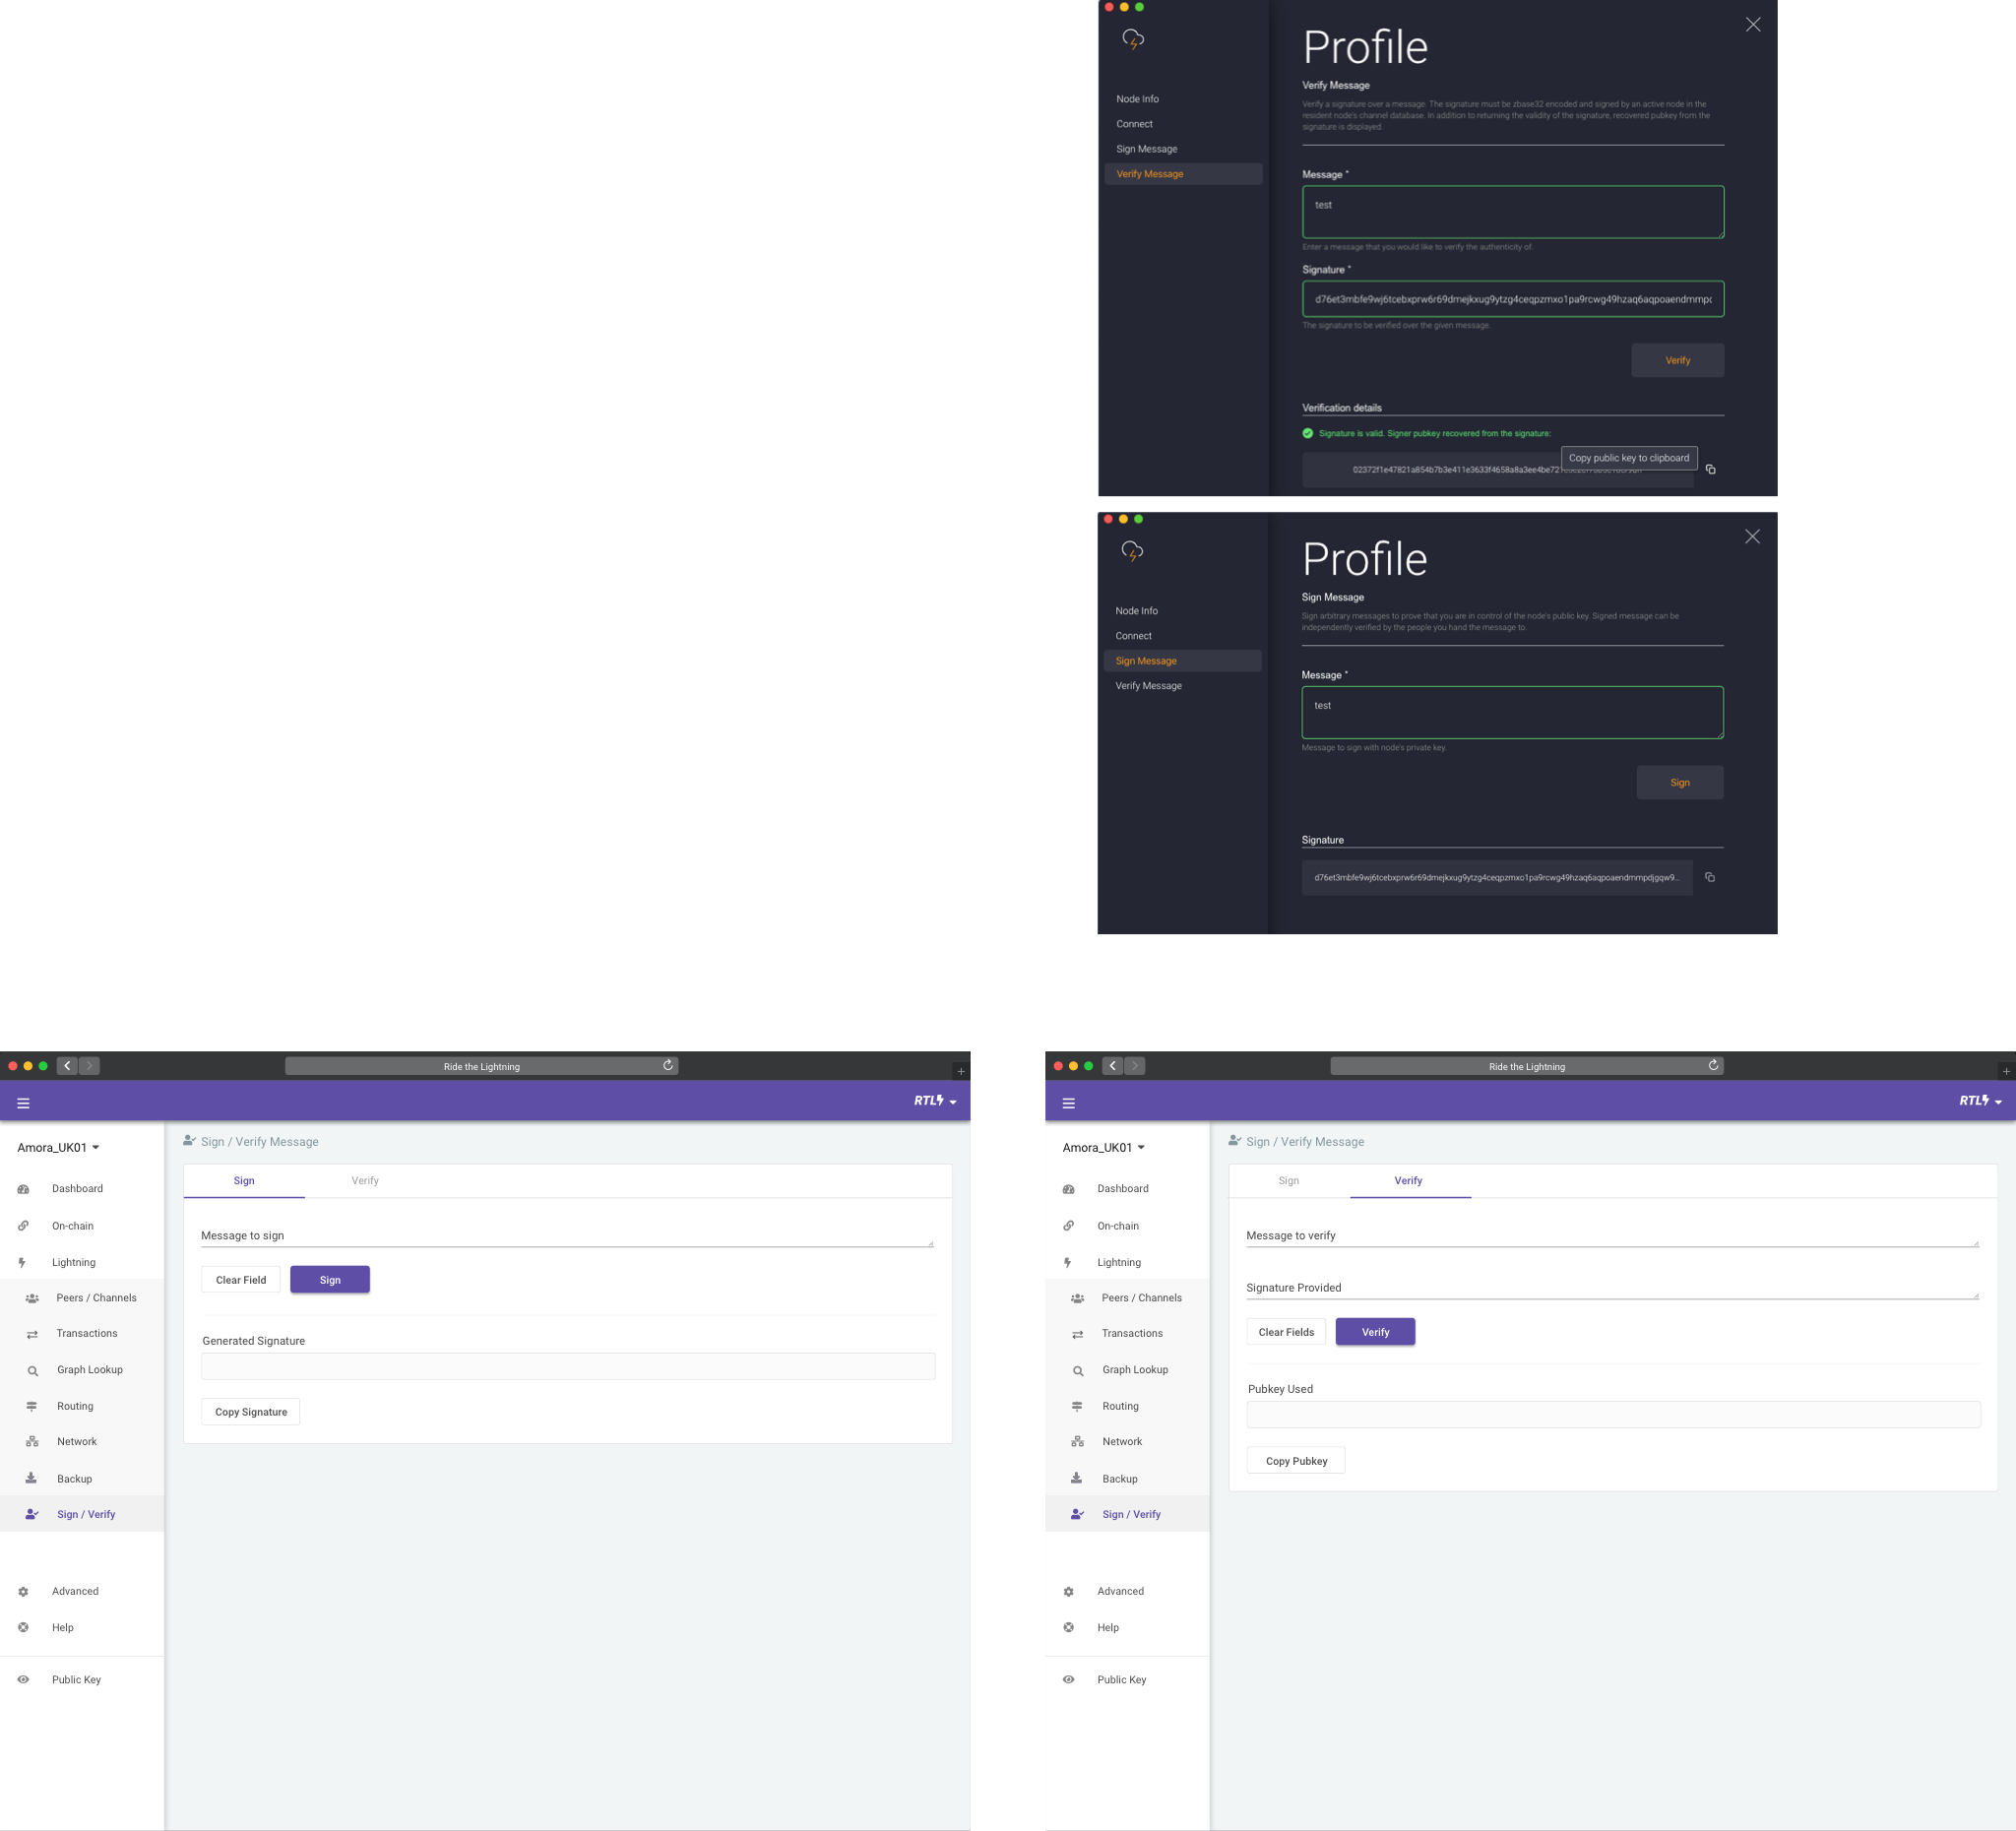 Profile
Node Info
Connect
Sign Message
Verify Message
Verify Message
Verify a signature over a message. The signature must be zbase32 encoded and signed by an active node in the
resident node's channel database. In addition to returning the validity of the signature, recovered pubkey from the
signature is displayed.
Message *
test
Enter a message that you would like to verify the authenticity of.
Signature *
d76et3mbfe9wj6tcebxprw6r69dmejkxug9ytzg4ceqpzmxo1pa9rcwg49hzaq6aqpoaendmmpc
The signature to be verified over the given message.
Verify
Verification details
Signature is valid. Signer pubkey recovered from the signature:
Copy public key to clipboard
Profile
Node Info
Connect
Sign Message
Verify Message
Sign Message
Sign arbitrary messages to prove that you are in control of the node's public key. Signed message can be
independently verified by the people you hand the message to.
Message *
test
Message to sign with node's private key.
Sign
Signature
d76et3mbfe9wj6tcebxprw6r69dmejkxug9ytzg4ceqpzmxo1pa9rcwg49hzaq6aqpoaendmmpdjgqw9...
Ride the Lightning
RTL
Amora_UK01
Dashboard
On-chain
Lightning
Peers / Channels
Transactions
Graph Lookup
Routing
Network
Backup
Sign / Verify
Advanced
Help
Public Key
Sign / Verify Message
Sign Verify
Message to sign
Clear Field Sign
Generated Signature
Copy Signature
Ride the Lightning
RTL
Amora_UK01
Dashboard
On-chain
Lightning
Peers / Channels
Transactions
Graph Lookup
Routing
Network
Backup
Sign / Verify
Advanced
Help
Public Key
Sign / Verify Message
Sign Verify
Message to verify
Signature Provided
Clear Fields Verify
Pubkey Used
Copy Pubkey